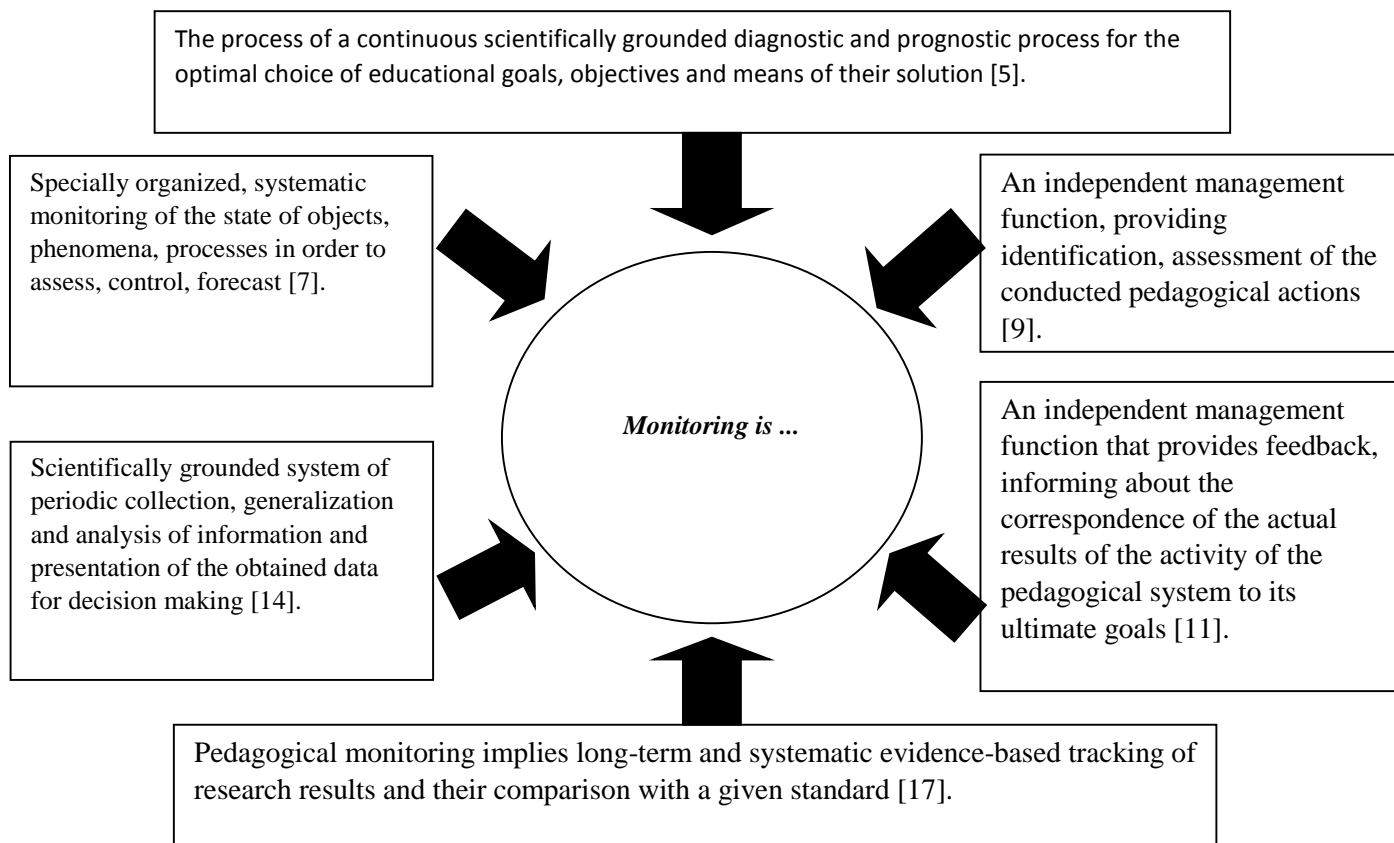 The process of a continuous scientifically grounded diagnostic and prognostic process for the
optimal choice of educational goals, objectives and means of their solution [5].
Specially organized, systematic
monitoring of the state of objects,
phenomena, processes in order to
assess, control, forecast [7].
An independent management
function, providing
identification, assessment of the
conducted pedagogical actions
[9].
Monitoring is ...
Scientifically grounded system of
periodic collection, generalization
and analysis of information and
presentation of the obtained data
for decision making [14].
An independent management
function that provides feedback,
informing about the
correspondence of the actual
results of the activity of the
pedagogical system to its
ultimate goals [11].
Pedagogical monitoring implies long-term and systematic evidence-based tracking of
research results and their comparison with a given standard [17].